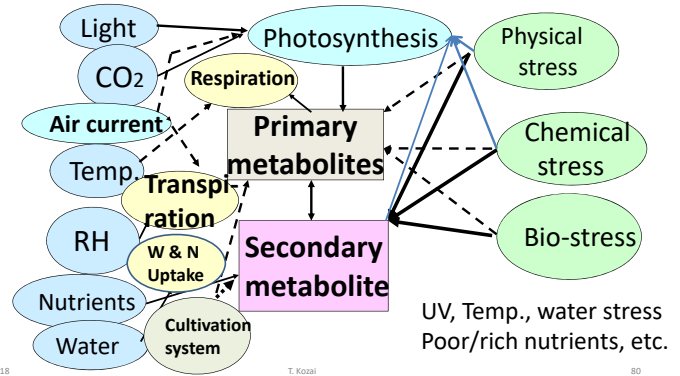 Light
CO2
Air current
Temp.
RH
Nutrients
Water
Photosynthesis
Respiration
Transpi
ration
W & N
Uptake
Cultivation
system
Primary
metabolites
Secondary
metabolite
Physical
stress
Chemical
stress
Bio-stress
UV, Temp., water stress
Poor/rich nutrients, etc.
18
T. Kozai
80